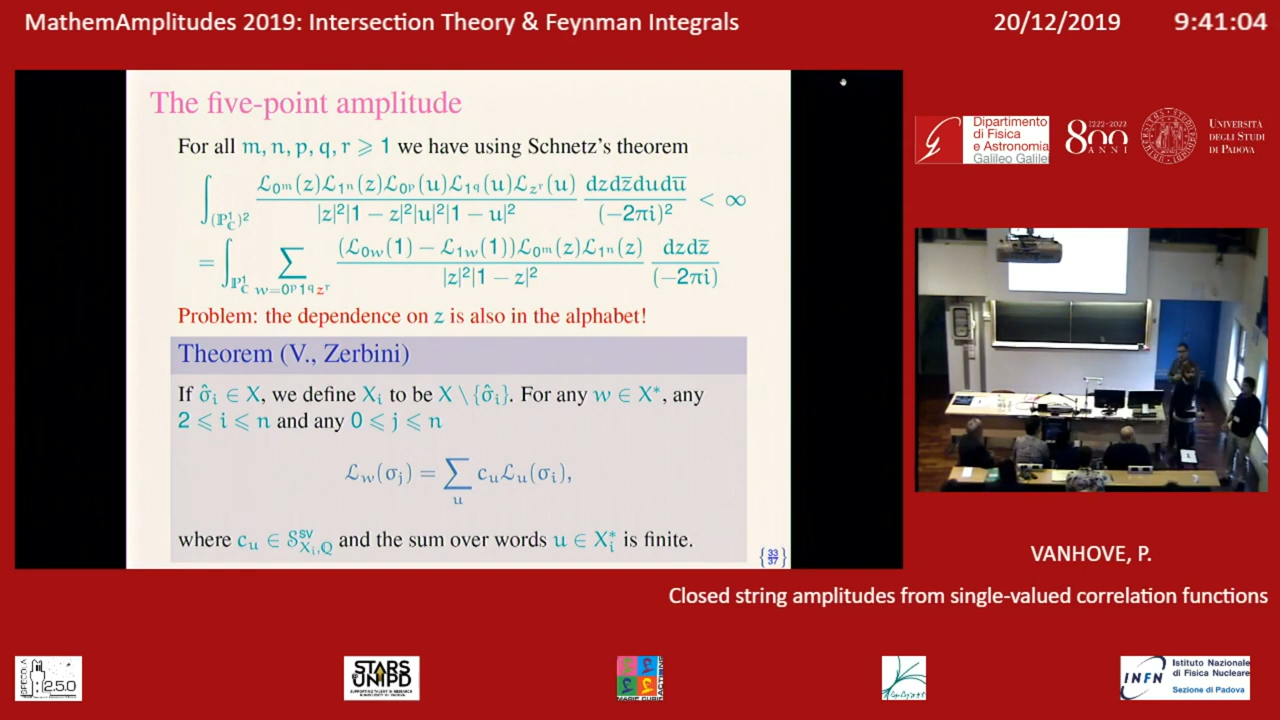 MathemAmplitudes 2019: Intersection Theory & Feynman Integrals
20/12/2019 9:41:04
The five-point amplitude
For all m, n, p, q, r ⩾ 1 we have using Schnetz's theorem
∫_{(ℙ¹_ℂ)²} ℒ_{0^m}(z)ℒ_{1^n}(z)ℒ_{0^p}(u)ℒ_{1^q}(u)ℒ_{z^r}(u) / |z|²|1 − z|²|u|²|1 − u|² dzdz̄dudū / (−2πi)² < ∞
= ∫_{ℙ¹_ℂ} ∑_{w=0^p1^qz^r} (ℒ_{0w}(1) − ℒ_{1w}(1))ℒ_{0^m}(z)ℒ_{1^n}(z) / |z|²|1 − z|² dzdz̄ / (−2πi)
Problem: the dependence on z is also in the alphabet!
Theorem (V., Zerbini)
If σ̂_i ∈ X, we define X_i to be X \ {σ̂_i}. For any w ∈ X*, any
2 ⩽ i ⩽ n and any 0 ⩽ j ⩽ n
ℒ_w(σ_j) = ∑_u c_uℒ_u(σ_i),
where c_u ∈ 𝒮^{sv}_{X_i,ℚ} and the sum over words u ∈ X_i* is finite.
{33/37}
Dipartimento
di Fisica
e Astronomia
Galileo Galilei
1222-2022
800
ANNI
UNIVERSITÀ
DEGLI STUDI
DI PADOVA
VANHOVE, P.
Closed string amplitudes from single-valued correlation functions
SPECOLA
250
STARS
UNIPD
INFN
Istituto Nazionale
di Fisica Nucleare
Sezione di Padova